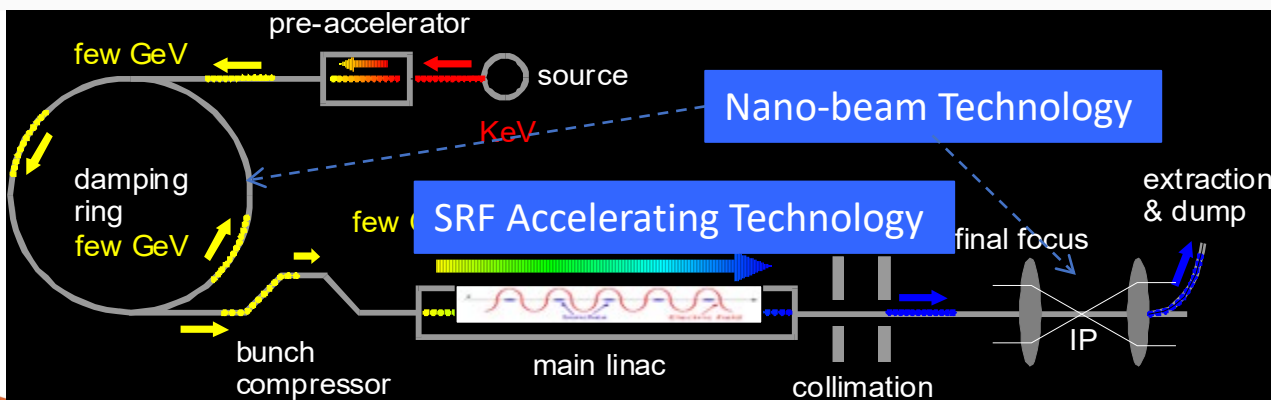 pre-accelerator
few GeV
source
KeV
Nano-beam Technology
damping
ring
few GeV
few
SRF Accelerating Technology
extraction
& dump
final focus
bunch
compressor
main linac
collimation
IP